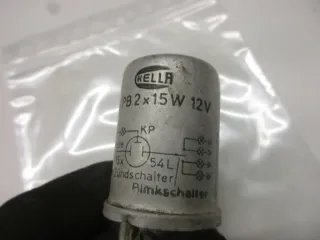 HELLA
PB 2 x 15W 12V
KP
54L
Blinkschalter